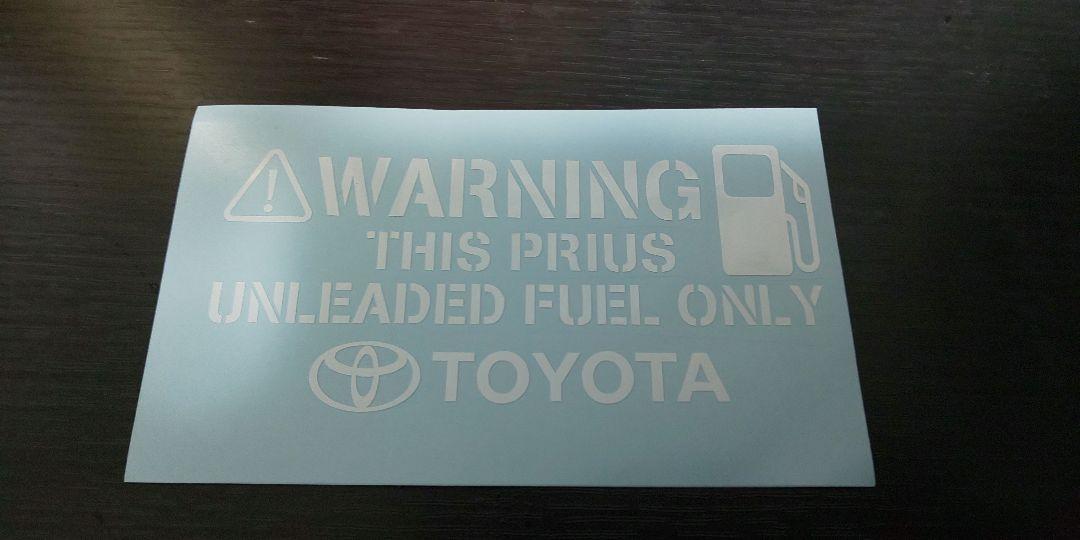 WARNING
THIS PRIUS
UNLEADED FUEL ONLY
TOYOTA